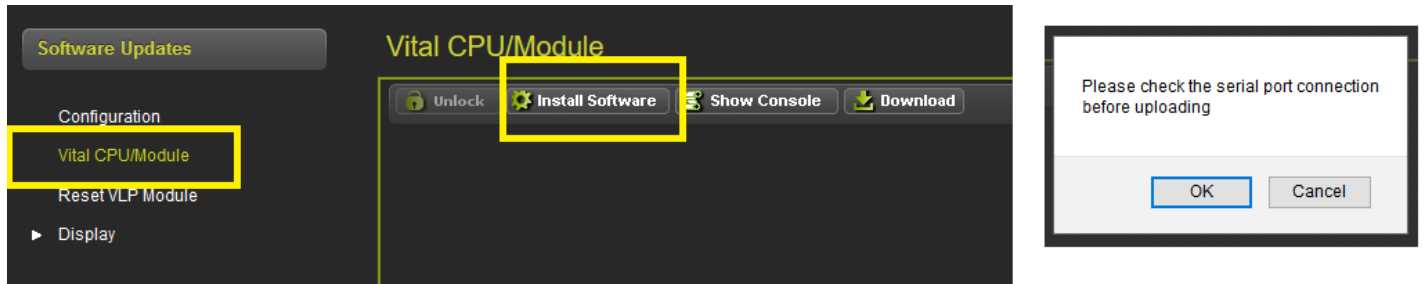 Software Updates
Configuration
Vital CPU/Module
Reset VLP Module
Display
Vital CPU/Module
Unlock Install Software Show Console Download
Please check the serial port connection
before uploading
OK Cancel